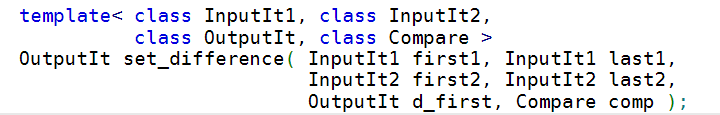 template< class InputIt1, class InputIt2,
class OutputIt, class Compare >
OutputIt set_difference( InputIt1 first1, InputIt1 last1,
InputIt2 first2, InputIt2 last2,
OutputIt d_first, Compare comp );